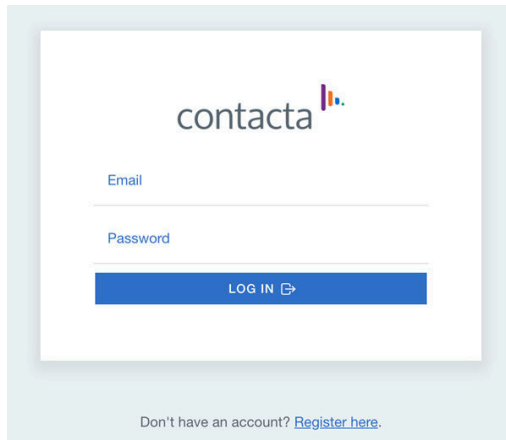 contacta
Email
Password
LOG IN
Don't have an account? Register here.